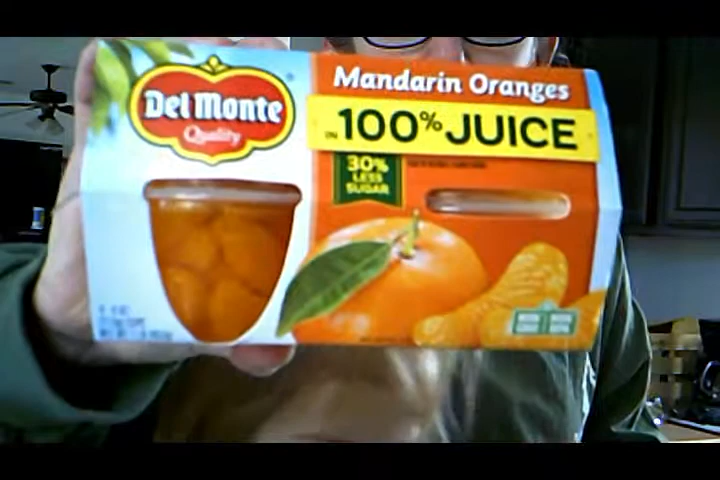 Del Monte
Quality
Mandarin Oranges
IN 100% JUICE
30%
LESS
SUGAR